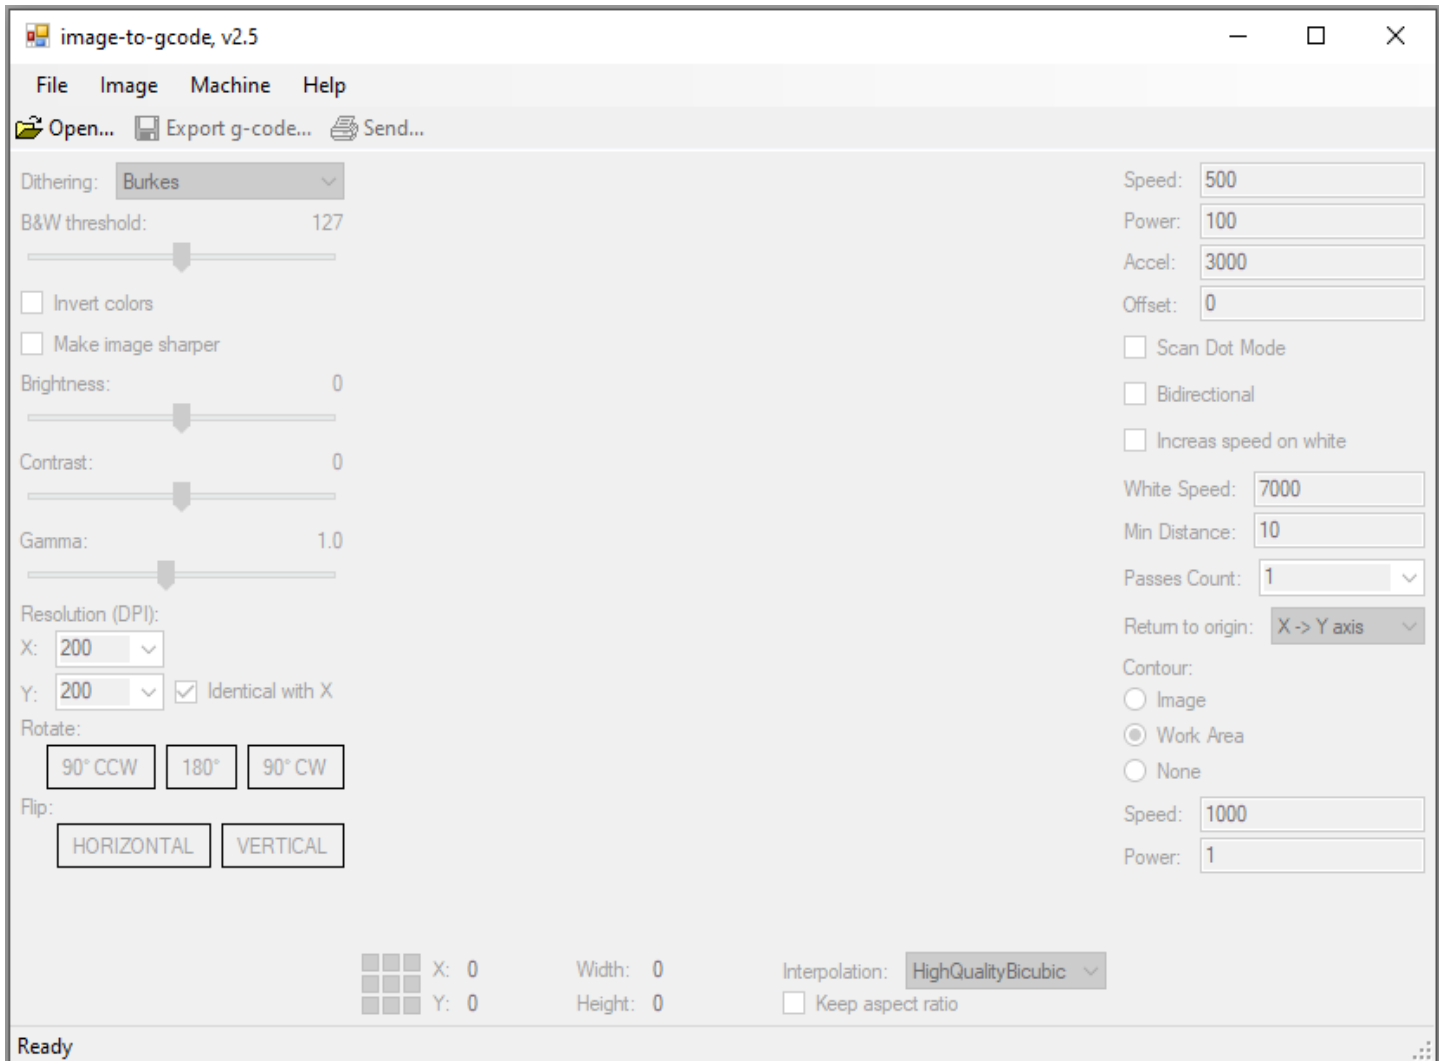 image-to-gcode, v2.5
File Image Machine Help
Open... Export g-code... Send...
Dithering: Burkes
B&W threshold: 127
Invert colors
Make image sharper
Brightness: 0
Contrast: 0
Gamma: 1.0
Resolution (DPI):
X: 200
Y: 200 Identical with X
Rotate:
90° CCW 180° 90° CW
Flip:
HORIZONTAL VERTICAL
Speed: 500
Power: 100
Accel: 3000
Offset: 0
Scan Dot Mode
Bidirectional
Increas speed on white
White Speed: 7000
Min Distance: 10
Passes Count: 1
Return to origin: X -> Y axis
Contour:
Image
Work Area
None
Speed: 1000
Power: 1
X: 0 Width: 0 Interpolation: HighQualityBicubic
Y: 0 Height: 0 Keep aspect ratio
Ready